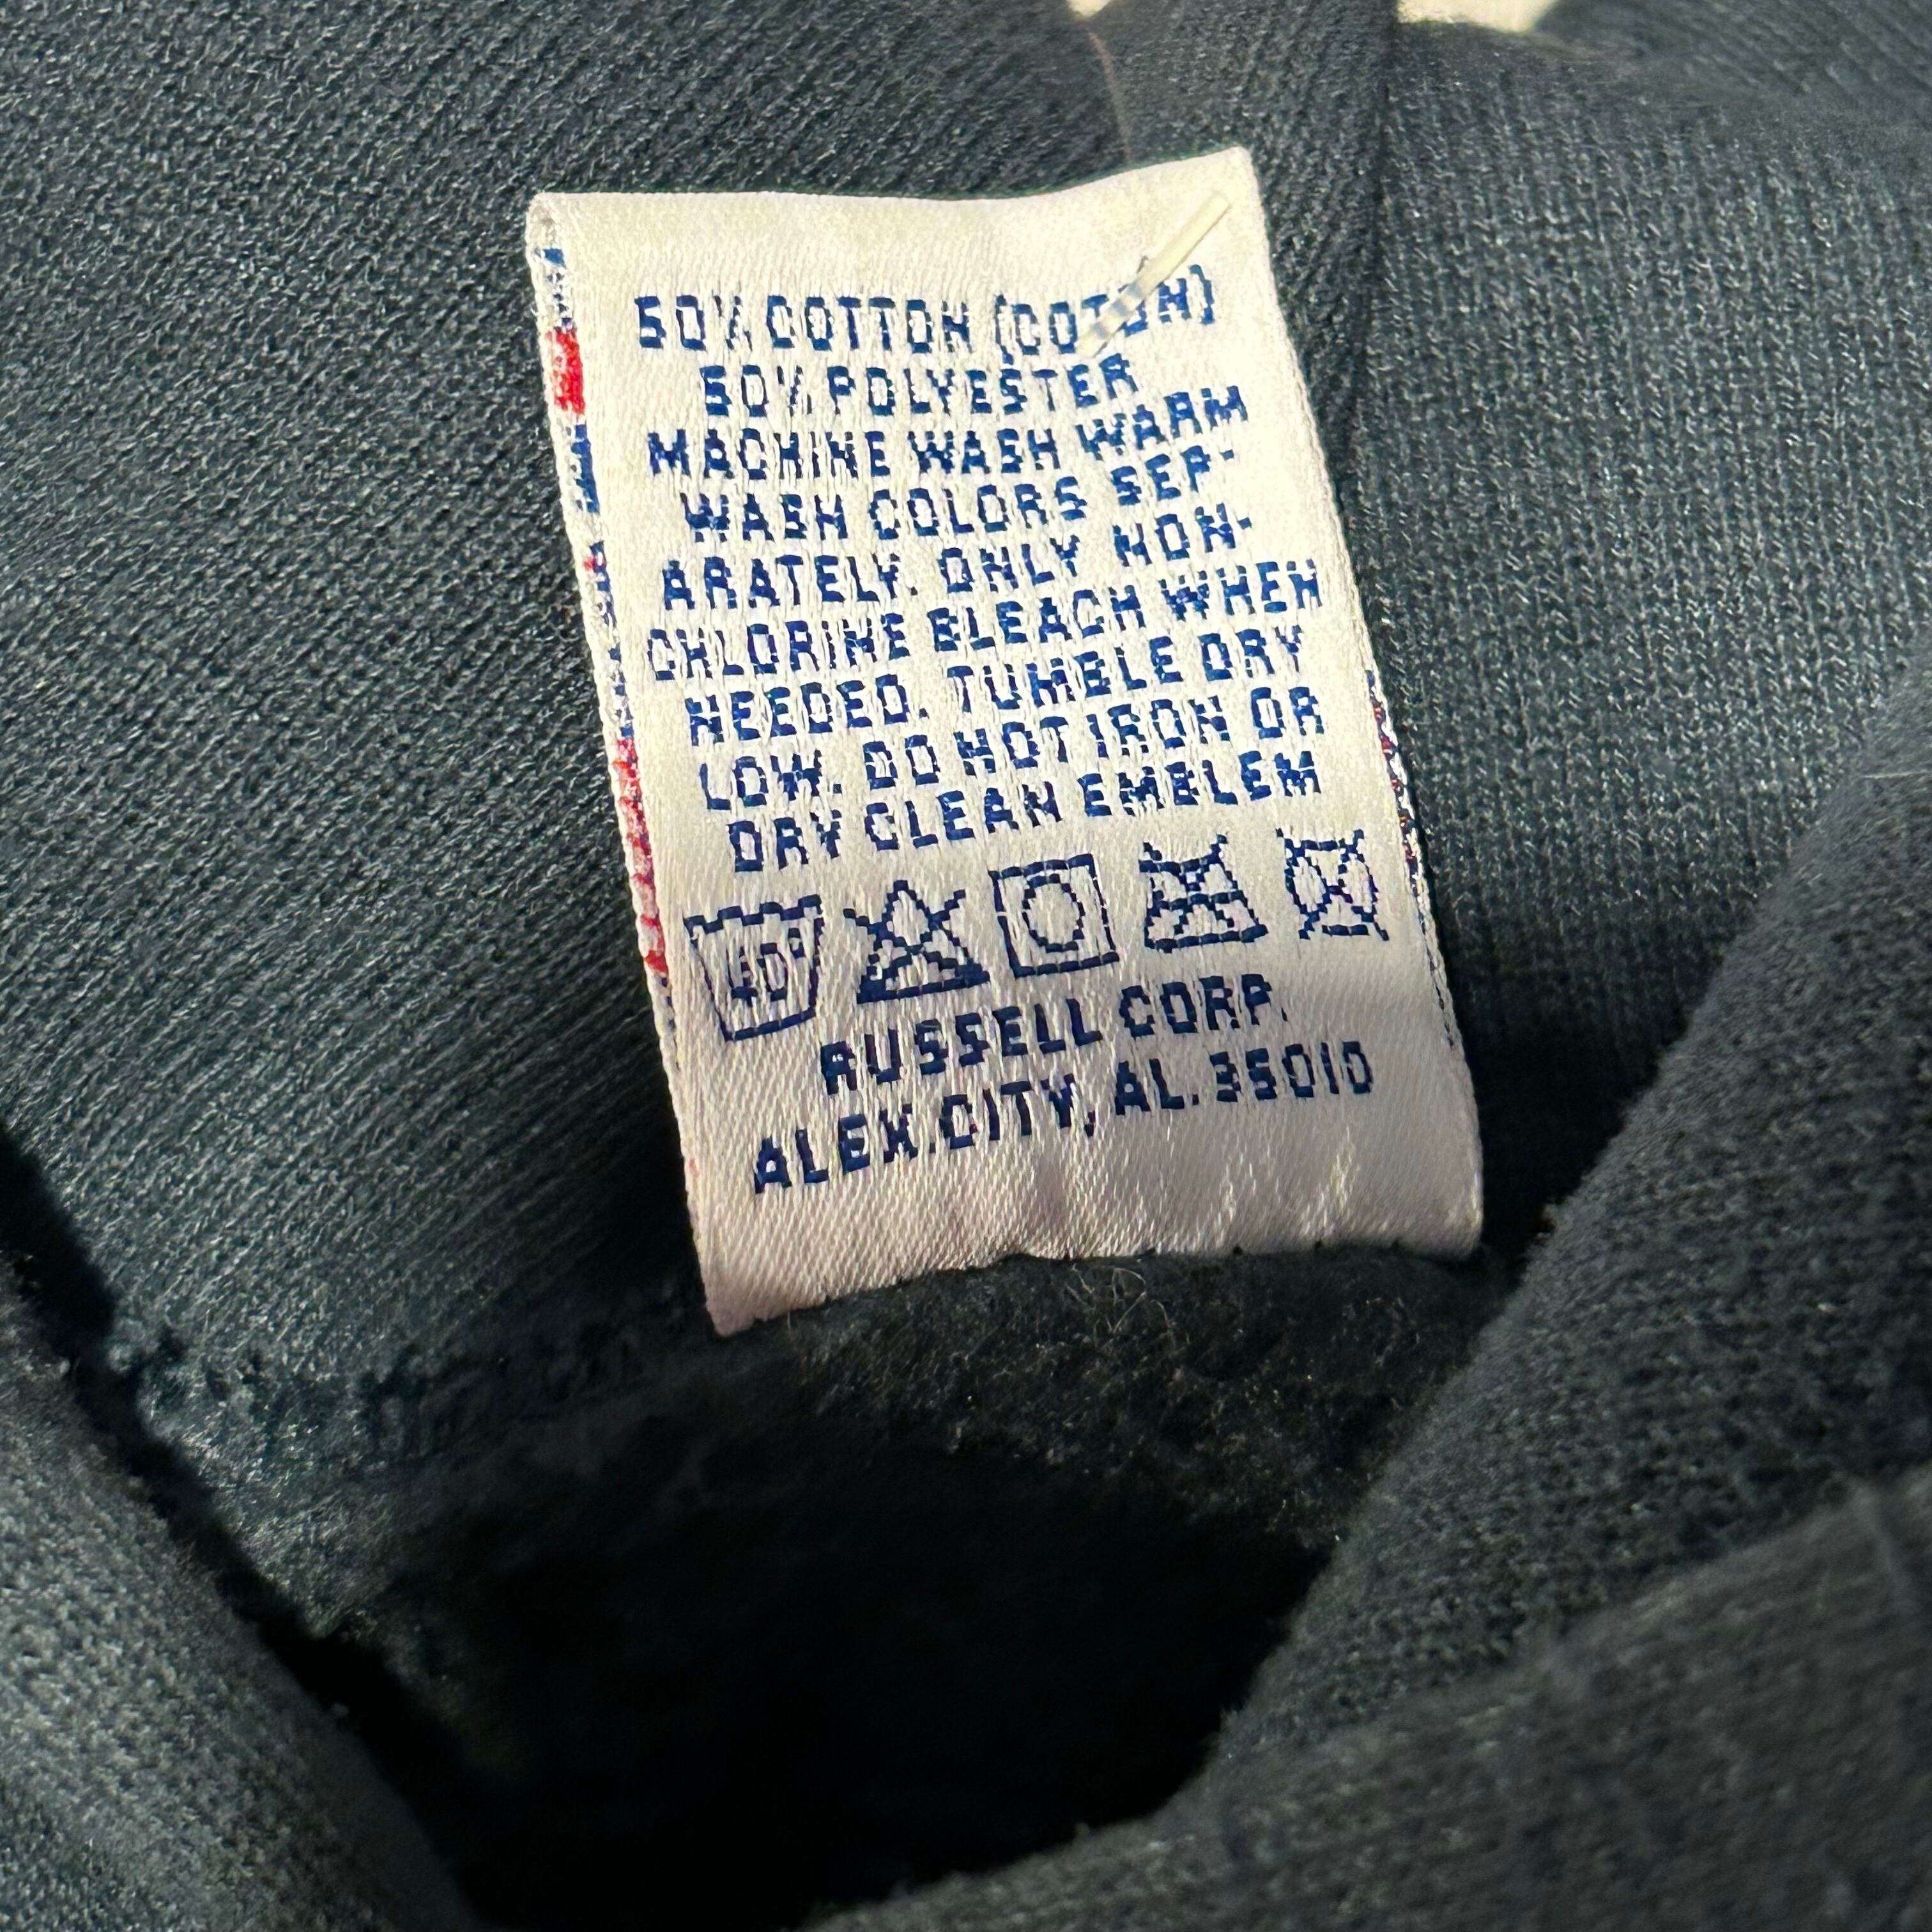 50% COTTON (COTON)
50% POLYESTER
MACHINE WASH WARM
WASH COLORS SEP-
ARATELY. ONLY NON-
CHLORINE BLEACH WHEN
NEEDED. TUMBLE DRY
LOW. DO NOT IRON OR
DRY CLEAN EMBLEM
40°
RUSSELL CORP.
ALEX.CITY, AL. 35010